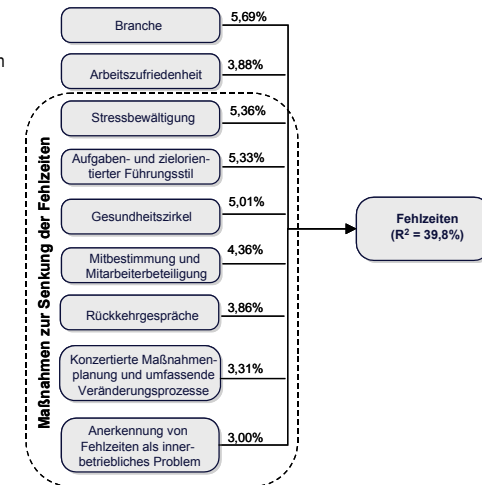 Branche
5,69%
n
Arbeitszufriedenheit
3,88%
Maßnahmen zur Senkung der Fehlzeiten
Stressbewältigung
5,36%
Aufgaben- und zielorien-
tierter Führungsstil
5,33%
Gesundheitszirkel
5,01%
Mitbestimmung und
Mitarbeiterbeteiligung
4,36%
Rückkehrgespräche
3,86%
Konzertierte Maßnahmen-
planung und umfassende
Veränderungsprozesse
3,31%
Anerkennung von
Fehlzeiten als inner-
betriebliches Problem
3,00%
Fehlzeiten
(R² = 39,8%)